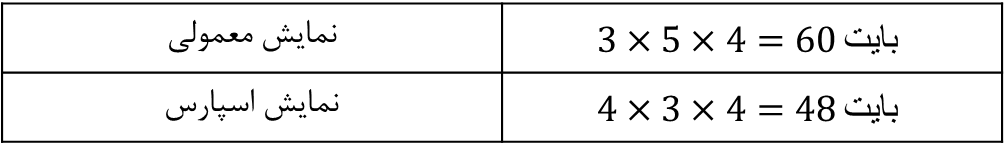 نمایش معمولی	3 × 5 × 4 = 60 بایت
نمایش اسپارس	4 × 3 × 4 = 48 بایت